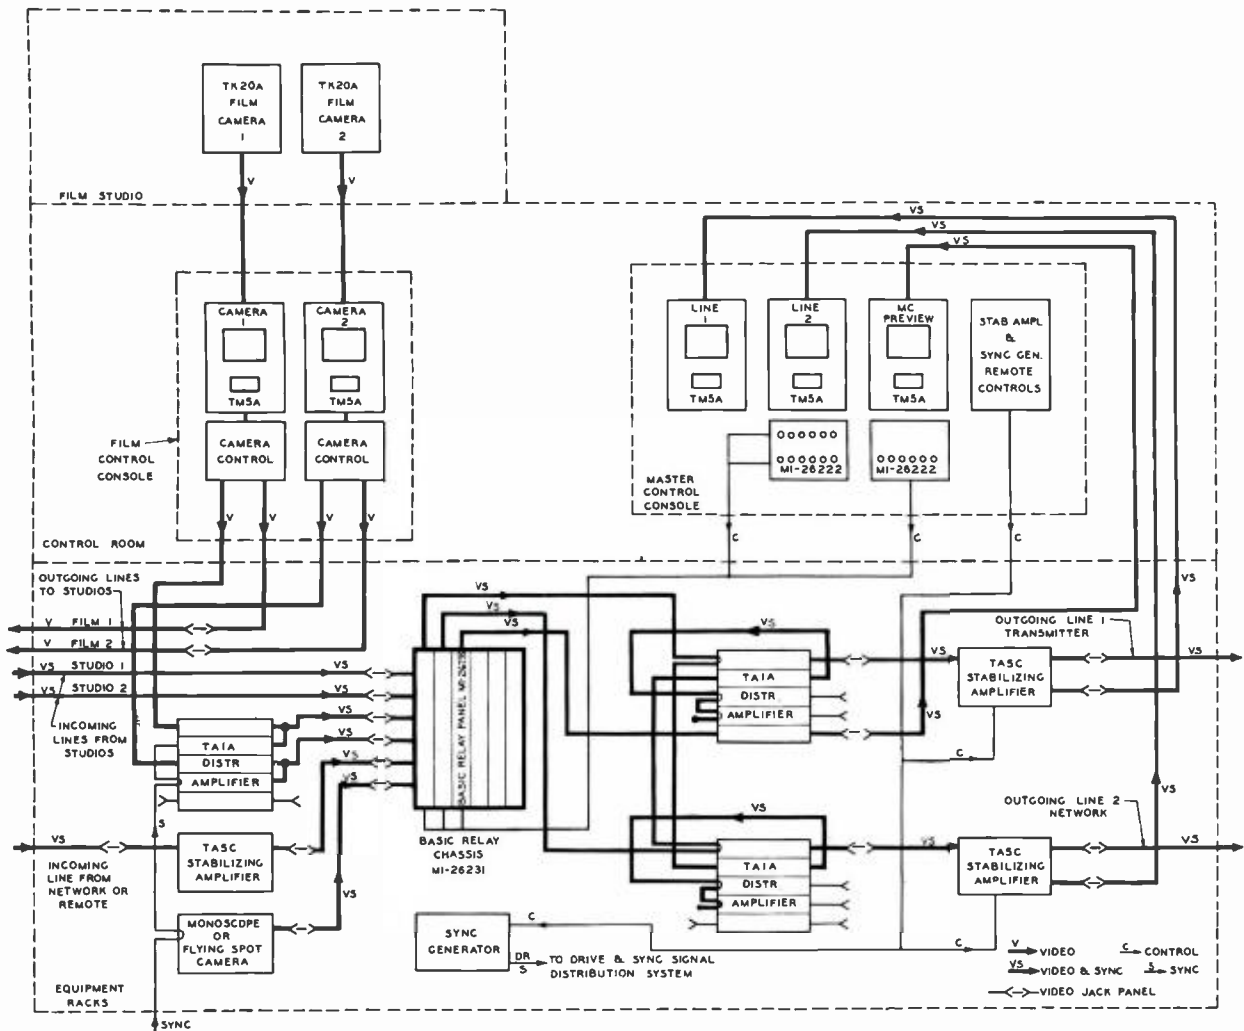 TK20A
FILM
CAMERA
1
TK20A
FILM
CAMERA
2
V
V
FILM STUDIO
VS
VS
VS
CAMERA
1
TM5A
CAMERA
2
TM5A
LINE
1
TM5A
LINE
2
TM5A
MC
PREVIEW
TM5A
STAB AMPL
&
SYNC GEN.
REMOTE
CONTROLS
CAMERA
CONTROL
CAMERA
CONTROL
FILM
CONTROL
CONSOLE
MI-26222
MI-26222
MASTER
CONTROL
CONSOLE
V
V
V
V
C
C
C
CONTROL ROOM
OUTGOING LINES
TO STUDIOS
V FILM 1
V FILM 2
VS STUDIO 1 VS
VS STUDIO 2 VS
INCOMING
LINES FROM
STUDIOS
VS
VS
VS
VS
TA1A
DISTR
AMPLIFIER
S
VS
INCOMING
LINE FROM
NETWORK OR
REMOTE
TASC
STABILIZING
AMPLIFIER
VS
MONOSCOPE
OR
FLYING SPOT
CAMERA
EQUIPMENT
RACKS
SYNC
VS
VS
VS
BASIC RELAY PANEL MI-26235
BASIC RELAY
CHASSIS
MI-26231
VS
TA1A
DISTR
AMPLIFIER
VS
VS
TASC
STABILIZING
AMPLIFIER
OUTGOING LINE 1
TRANSMITTER
VS
VS
C
VS
TA1A
DISTR
AMPLIFIER
VS
TASC
STABILIZING
AMPLIFIER
OUTGOING LINE 2
NETWORK
VS
VS
C
SYNC
GENERATOR
C
DR
S
TO DRIVE & SYNC SIGNAL
DISTRIBUTION SYSTEM
V VIDEO
C CONTROL
VS VIDEO & SYNC
S SYNC
VIDEO JACK PANEL